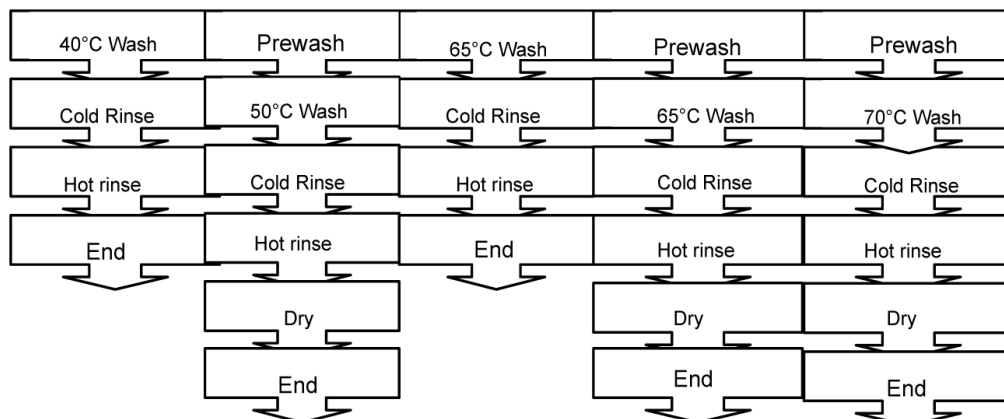 40°C Wash
Cold Rinse
Hot rinse
End
Prewash
50°C Wash
Cold Rinse
Hot rinse
Dry
End
65°C Wash
Cold Rinse
Hot rinse
End
Prewash
65°C Wash
Cold Rinse
Hot rinse
Dry
End
Prewash
70°C Wash
Cold Rinse
Hot rinse
Dry
End